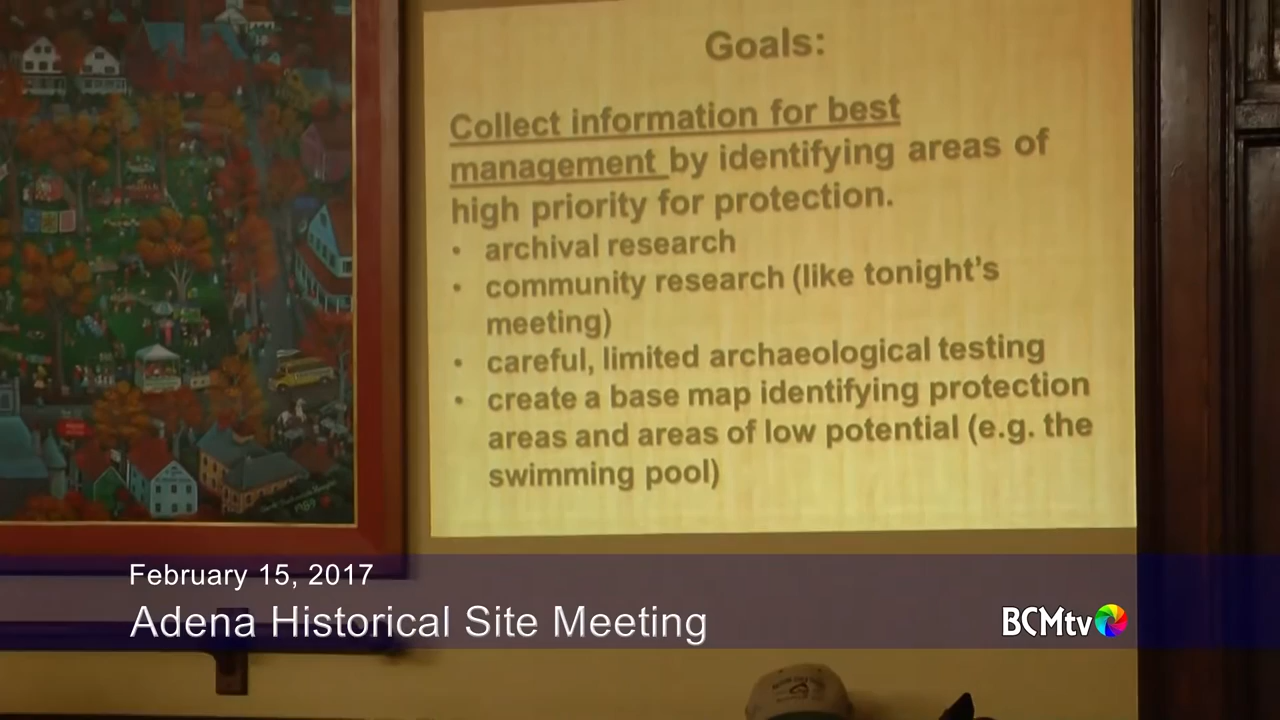 Goals:
Collect information for best
management by identifying areas of
high priority for protection.
• archival research
• community research (like tonight's
meeting)
• careful, limited archaeological testing
• create a base map identifying protection
areas and areas of low potential (e.g. the
swimming pool)
1989
February 15, 2017
Adena Historical Site Meeting
BCMtv